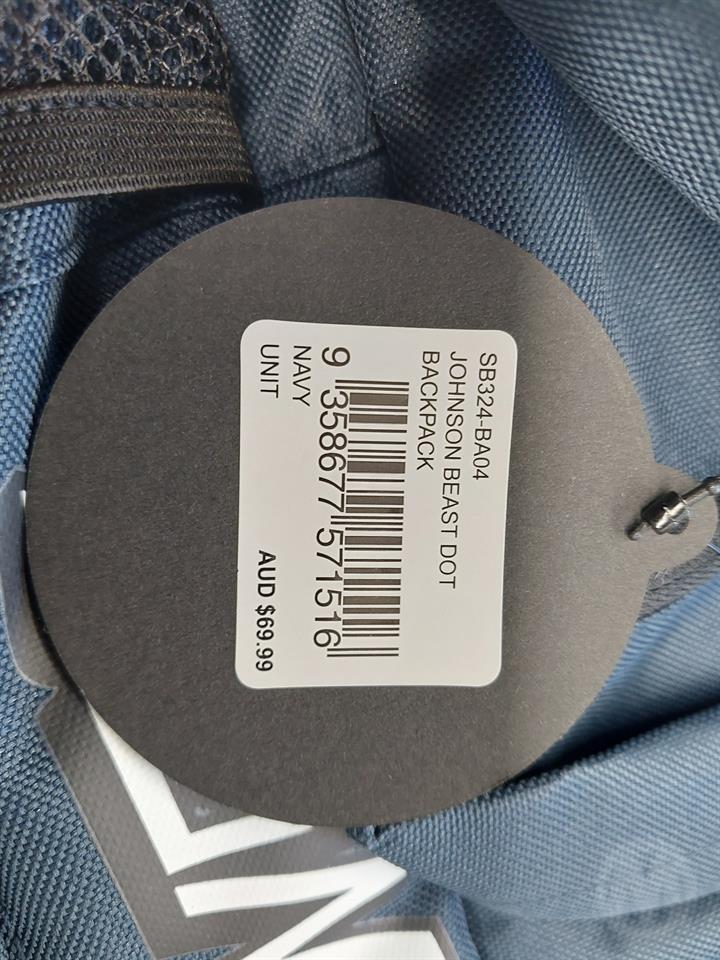 SB324-BA04
JOHNSON BEAST DOT
BACKPACK
9 358677 571516
NAVY
UNIT
AUD $69.99